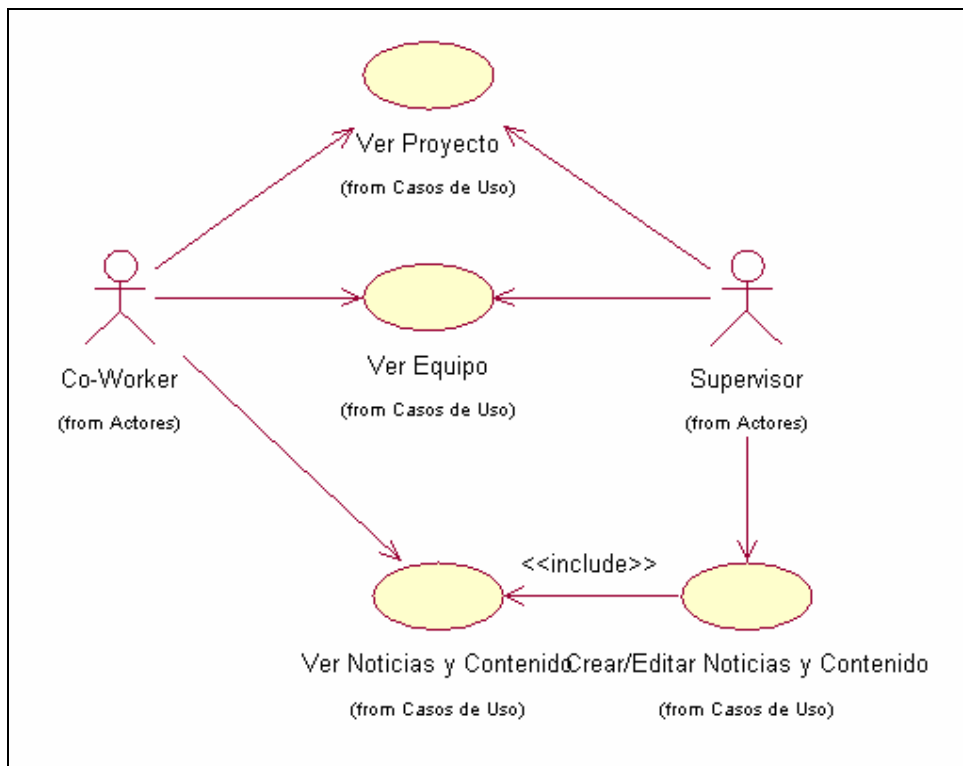 Ver Proyecto
(from Casos de Uso)
Co-Worker
(from Actores)
Ver Equipo
(from Casos de Uso)
Supervisor
(from Actores)
<<include>>
Ver Noticias y Contenido
(from Casos de Uso)
Crear/Editar Noticias y Contenido
(from Casos de Uso)